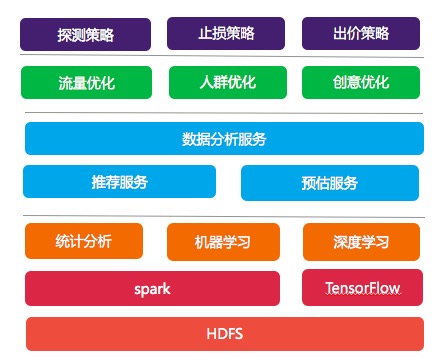 探测策略 止损策略 出价策略
流量优化 人群优化 创意优化
数据分析服务
推荐服务 预估服务
统计分析 机器学习 深度学习
spark TensorFlow
HDFS